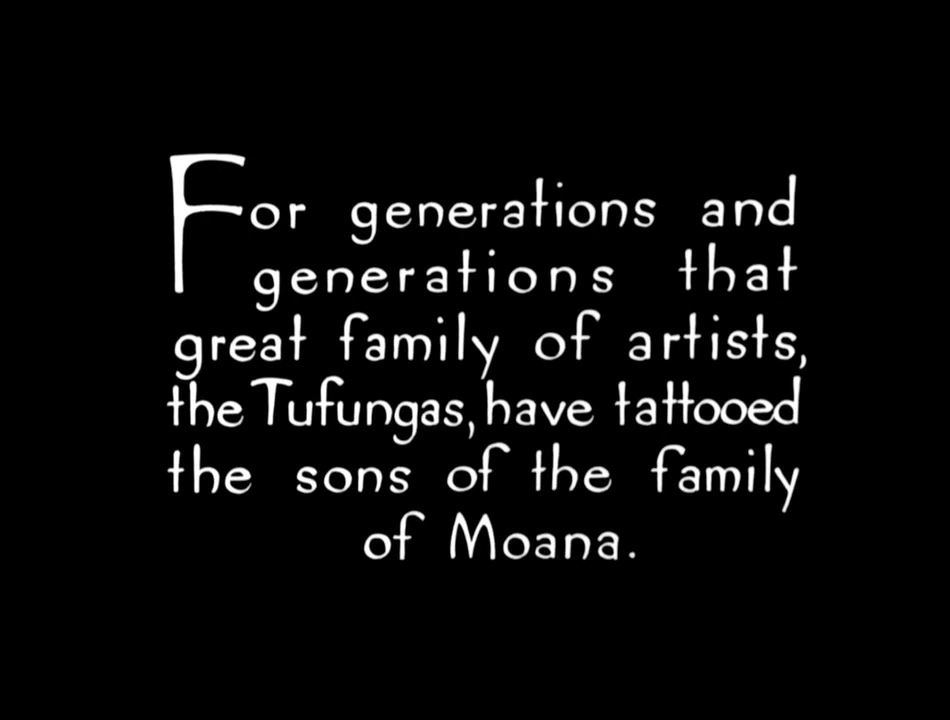 For generations and
generations that
great family of artists,
the Tufungas, have tattooed
the sons of the family
of Moana.